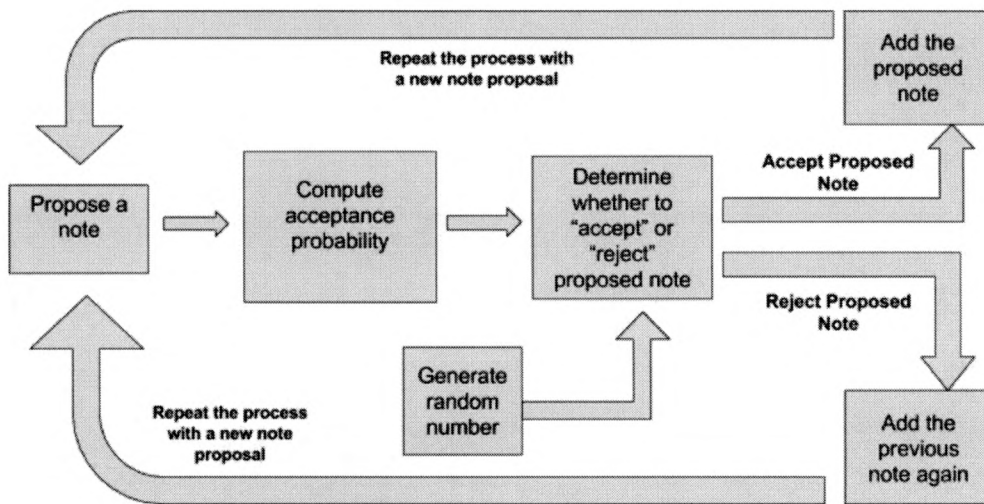 Repeat the process with
a new note proposal
Add the
proposed
note
Propose a
note
Compute
acceptance
probability
Determine
whether to
“accept” or
“reject”
proposed note
Accept Proposed
Note
Reject Proposed
Note
Generate
random
number
Repeat the process
with a new note
proposal
Add the
previous
note again